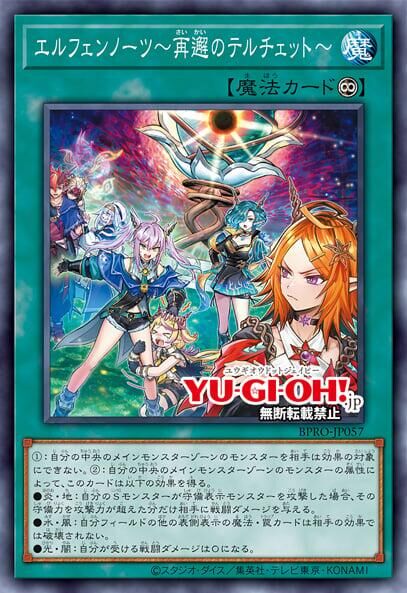 エルフェンノーツ～再邂のテルチェット～
さいかい
魔
【魔法カード】
まほう
ユウギオウドットジェイピー
YU-GI-OH!.jp
無断転載禁止
BPRO-JP057
①：自分の中央のメインモンスターゾーンのモンスターを相手は効果の対象
にできない。②：自分の中央のメインモンスターゾーンのモンスターの属性に
よって、このカードは以下の効果を得る。
●炎・地：自分のＳモンスターが守備表示モンスターを攻撃した場合、その
守備力を攻撃力が超えた分だけ相手に戦闘ダメージを与える。
●水・風：自分フィールドの他の表側表示の魔法・罠カードは相手の効果で
は破壊されない。
●光・闇：自分が受ける戦闘ダメージは０になる。
©スタジオ・ダイス／集英社・テレビ東京・KONAMI